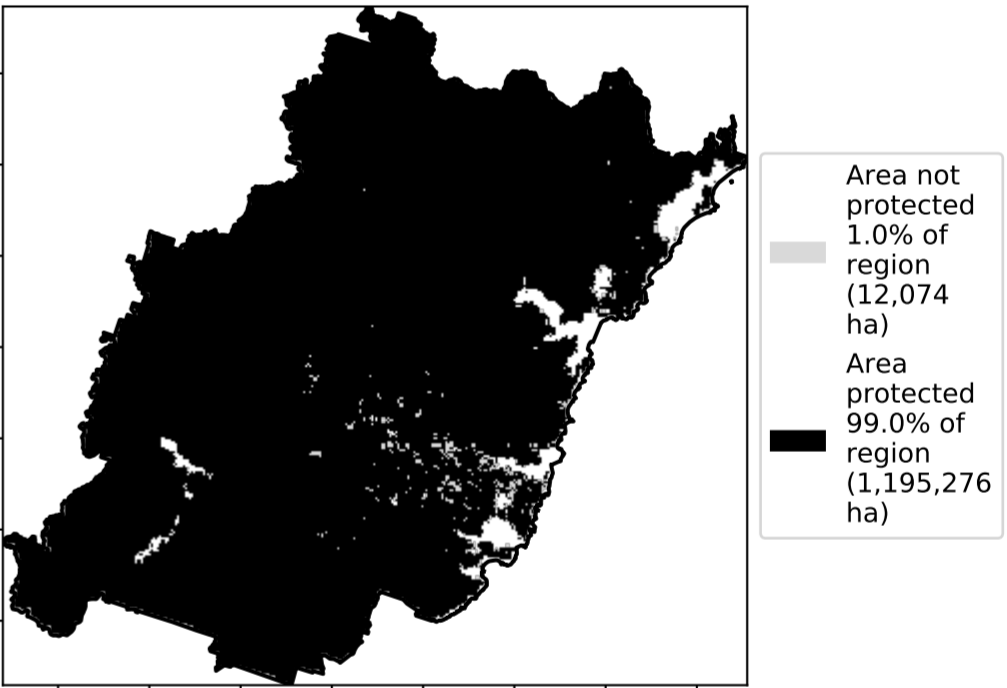 Area not
protected
1.0% of
region
(12,074
ha)
Area
protected
99.0% of
region
(1,195,276
ha)